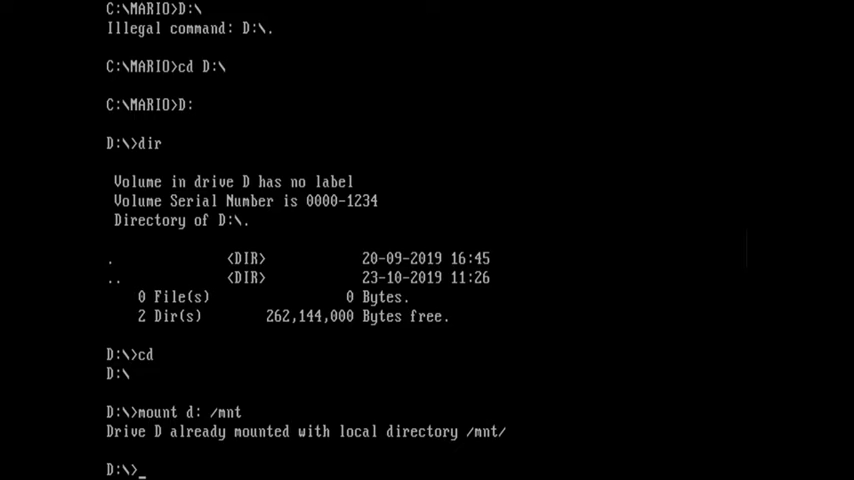 C:\MARIO>D:\
Illegal command: D:\.
C:\MARIO>cd D:\
C:\MARIO>D:
D:\>dir
Volume in drive D has no label
Volume Serial Number is 0000-1234
Directory of D:\.
. <DIR> 20-09-2019 16:45
.. <DIR> 23-10-2019 11:26
0 File(s) 0 Bytes.
2 Dir(s) 262,144,000 Bytes free.
D:\>cd
D:\
D:\>mount d: /mnt
Drive D already mounted with local directory /mnt/
D:\>_